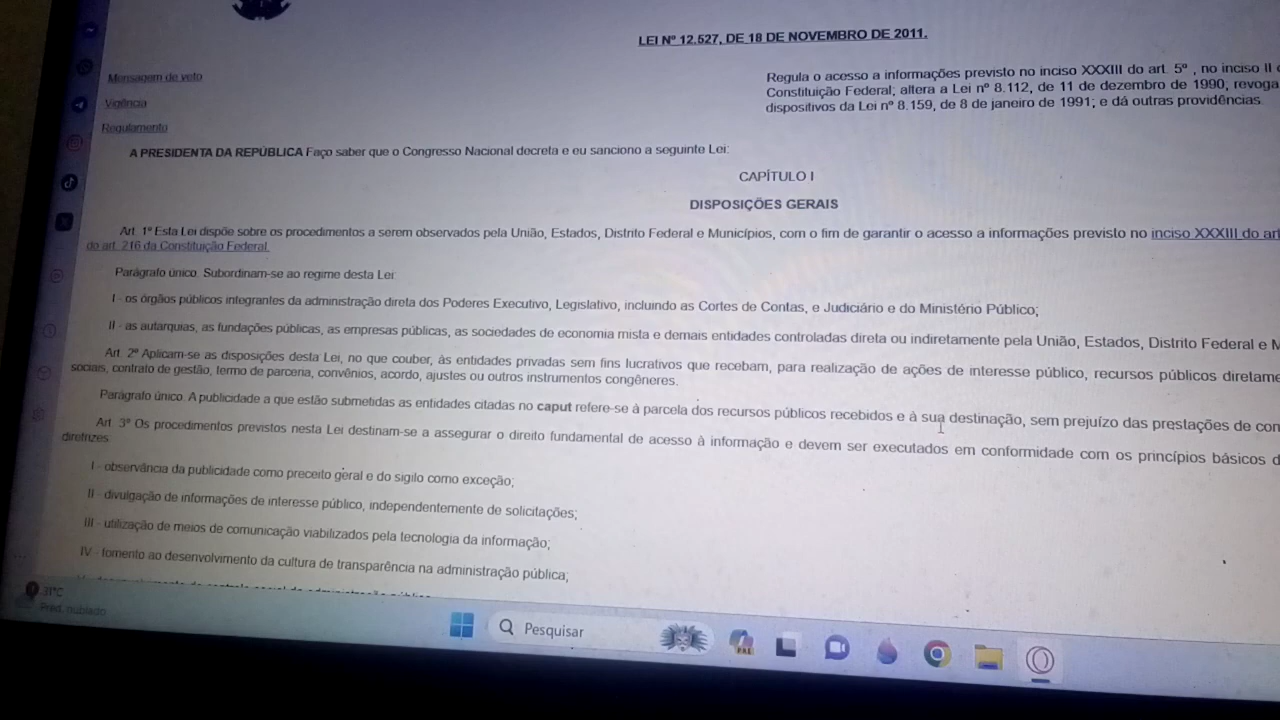 LEI Nº 12.527, DE 18 DE NOVEMBRO DE 2011.
Mensagem de veto
Vigência
Regulamento
Regula o acesso a informações previsto no inciso XXXIII do art. 5º , no inciso II
Constituição Federal; altera a Lei nº 8.112, de 11 de dezembro de 1990; revoga
dispositivos da Lei nº 8.159, de 8 de janeiro de 1991; e dá outras providências.
A PRESIDENTA DA REPÚBLICA Faço saber que o Congresso Nacional decreta e eu sanciono a seguinte Lei:
CAPÍTULO I
DISPOSIÇÕES GERAIS
Art. 1º Esta Lei dispõe sobre os procedimentos a serem observados pela União, Estados, Distrito Federal e Municípios, com o fim de garantir o acesso a informações previsto no inciso XXXIII do art
do art. 216 da Constituição Federal.
Parágrafo único. Subordinam-se ao regime desta Lei:
I - os órgãos públicos integrantes da administração direta dos Poderes Executivo, Legislativo, incluindo as Cortes de Contas, e Judiciário e do Ministério Público;
II - as autarquias, as fundações públicas, as empresas públicas, as sociedades de economia mista e demais entidades controladas direta ou indiretamente pela União, Estados, Distrito Federal e M
Art. 2º Aplicam-se as disposições desta Lei, no que couber, às entidades privadas sem fins lucrativos que recebam, para realização de ações de interesse público, recursos públicos diretame
sociais, contrato de gestão, termo de parceria, convênios, acordo, ajustes ou outros instrumentos congêneres.
Parágrafo único. A publicidade a que estão submetidas as entidades citadas no caput refere-se à parcela dos recursos públicos recebidos e à sua destinação, sem prejuízo das prestações de con
Art. 3º Os procedimentos previstos nesta Lei destinam-se a assegurar o direito fundamental de acesso à informação e devem ser executados em conformidade com os princípios básicos d
diretrizes:
I - observância da publicidade como preceito geral e do sigilo como exceção;
II - divulgação de informações de interesse público, independentemente de solicitações;
III - utilização de meios de comunicação viabilizados pela tecnologia da informação;
IV - fomento ao desenvolvimento da cultura de transparência na administração pública;
31°C
Pred. nublado
Pesquisar